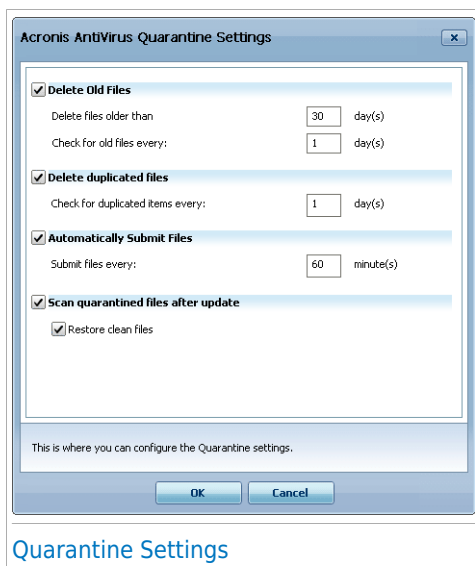 Acronis AntiVirus Quarantine Settings
Delete Old Files
Delete files older than 30 day(s)
Check for old files every: 1 day(s)
Delete duplicated files
Check for duplicated items every: 1 day(s)
Automatically Submit Files
Submit files every: 60 minute(s)
Scan quarantined files after update
Restore clean files
This is where you can configure the Quarantine settings.
OK Cancel
Quarantine Settings